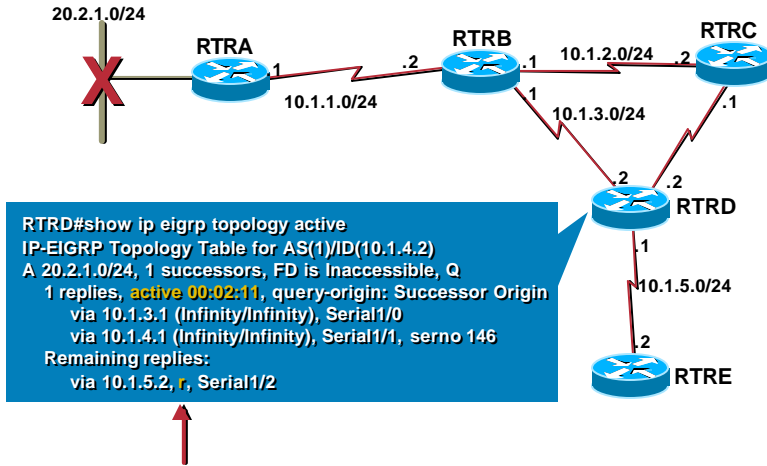 20.2.1.0/24
RTRA
RTRB
RTRC
.1
.2
.1
10.1.2.0/24
.2
10.1.1.0/24
.1
10.1.3.0/24
.1
.2
.2
RTRD
RTRD#show ip eigrp topology active
IP-EIGRP Topology Table for AS(1)/ID(10.1.4.2)
A 20.2.1.0/24, 1 successors, FD is Inaccessible, Q
1 replies, active 00:02:11, query-origin: Successor Origin
via 10.1.3.1 (Infinity/Infinity), Serial1/0
via 10.1.4.1 (Infinity/Infinity), Serial1/1, serno 146
Remaining replies:
via 10.1.5.2, r, Serial1/2
.1
10.1.5.0/24
.2
RTRE